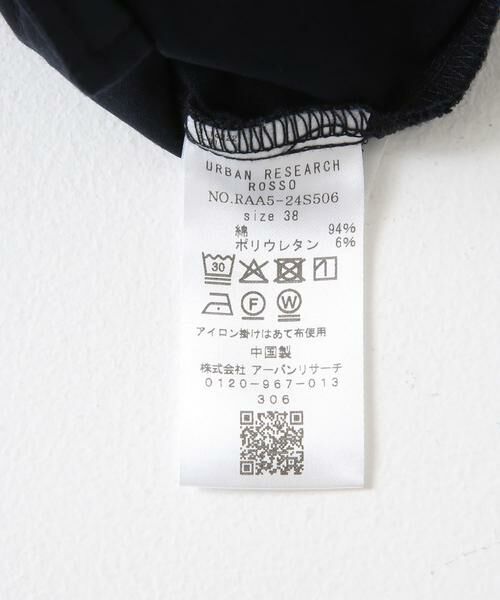 URBAN RESEARCH
ROSSO
NO.RAA5-24S506
size 38
綿 94%
ポリウレタン 6%
30
F W
アイロン掛けはあて布使用
中国製
株式会社 アーバンリサーチ
0120-967-013
306